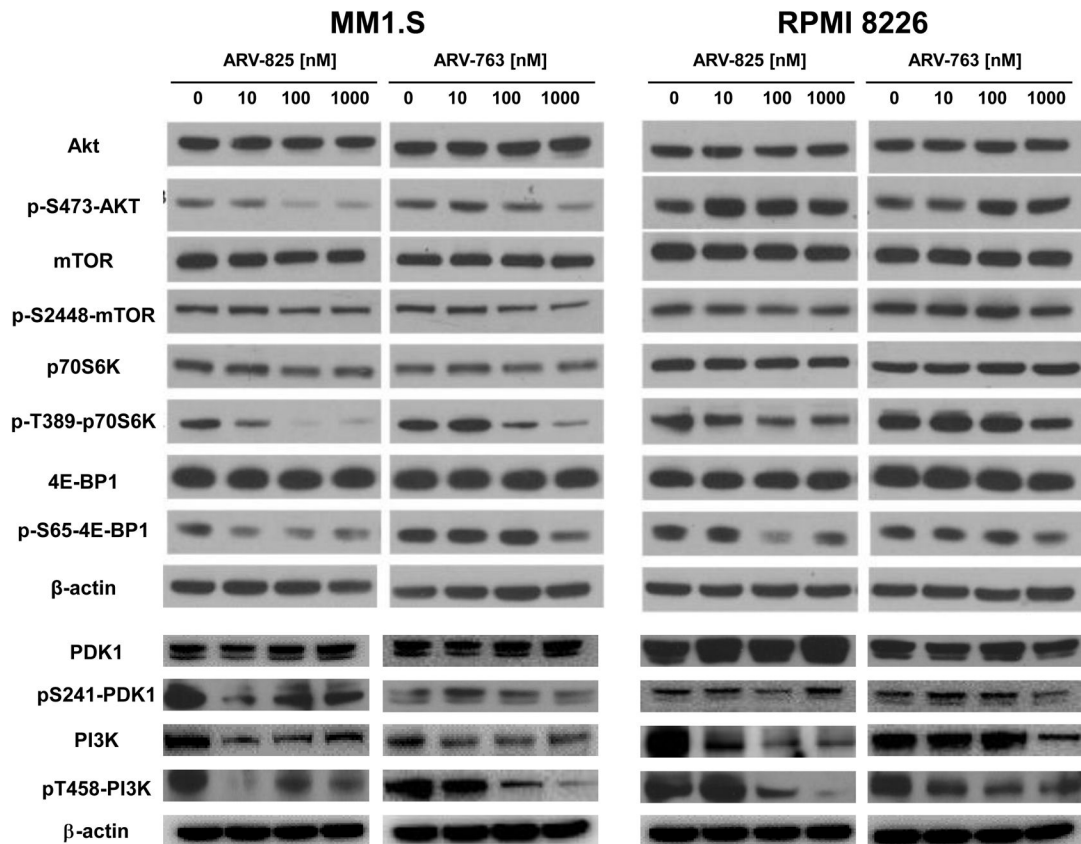 MM1.S RPMI 8226
ARV-825 [nM] ARV-763 [nM] ARV-825 [nM] ARV-763 [nM]
0 10 100 1000 0 10 100 1000 0 10 100 1000 0 10 100 1000
Akt
p-S473-AKT
mTOR
p-S2448-mTOR
p70S6K
p-T389-p70S6K
4E-BP1
p-S65-4E-BP1
β-actin
PDK1
pS241-PDK1
PI3K
pT458-PI3K
β-actin